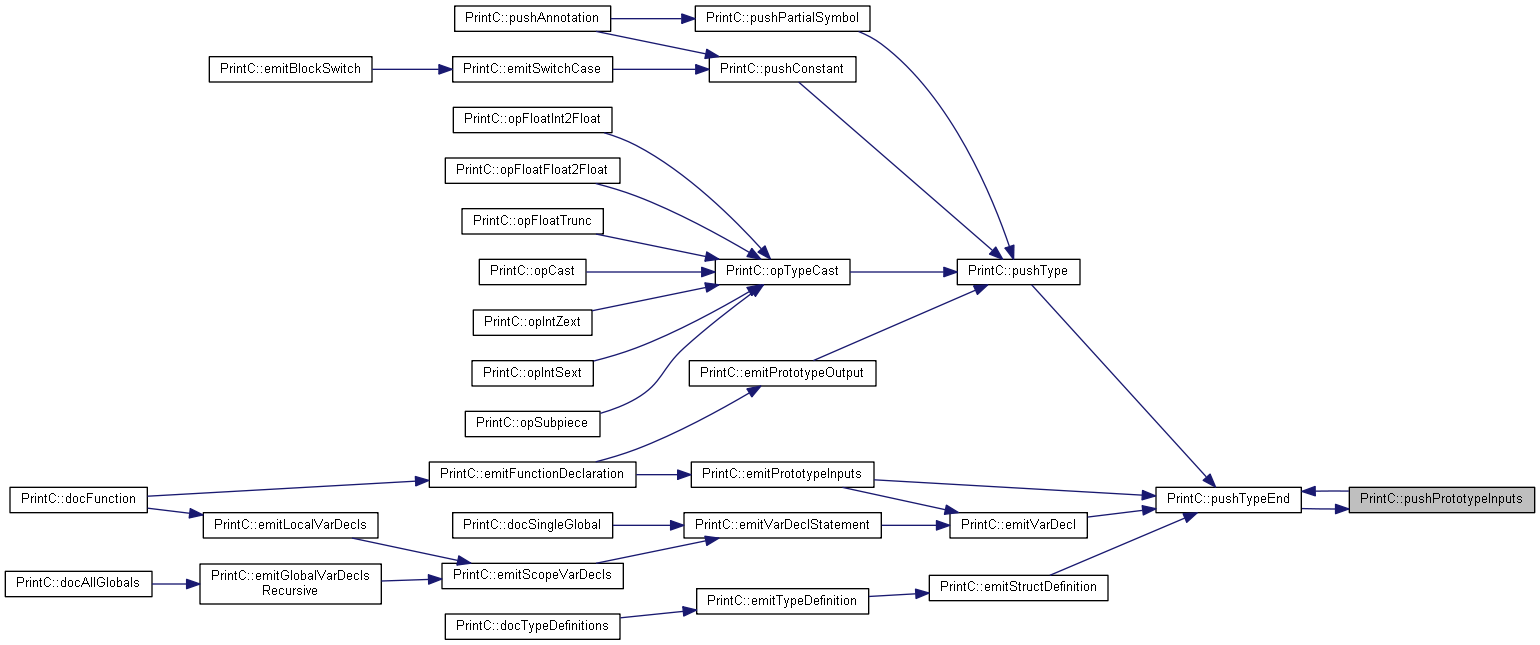 PrintC::pushAnnotation
PrintC::pushPartialSymbol
PrintC::emitBlockSwitch
PrintC::emitSwitchCase
PrintC::pushConstant
PrintC::opFloatInt2Float
PrintC::opFloatFloat2Float
PrintC::opFloatTrunc
PrintC::opCast
PrintC::opTypeCast
PrintC::pushType
PrintC::opIntZext
PrintC::opIntSext
PrintC::emitPrototypeOutput
PrintC::opSubpiece
PrintC::emitFunctionDeclaration
PrintC::emitPrototypeInputs
PrintC::docFunction
PrintC::pushTypeEnd
PrintC::pushPrototypeInputs
PrintC::emitLocalVarDecls
PrintC::docSingleGlobal
PrintC::emitVarDeclStatement
PrintC::emitVarDecl
PrintC::docAllGlobals
PrintC::emitGlobalVarDecls
Recursive
PrintC::emitScopeVarDecls
PrintC::emitStructDefinition
PrintC::emitTypeDefinition
PrintC::docTypeDefinitions